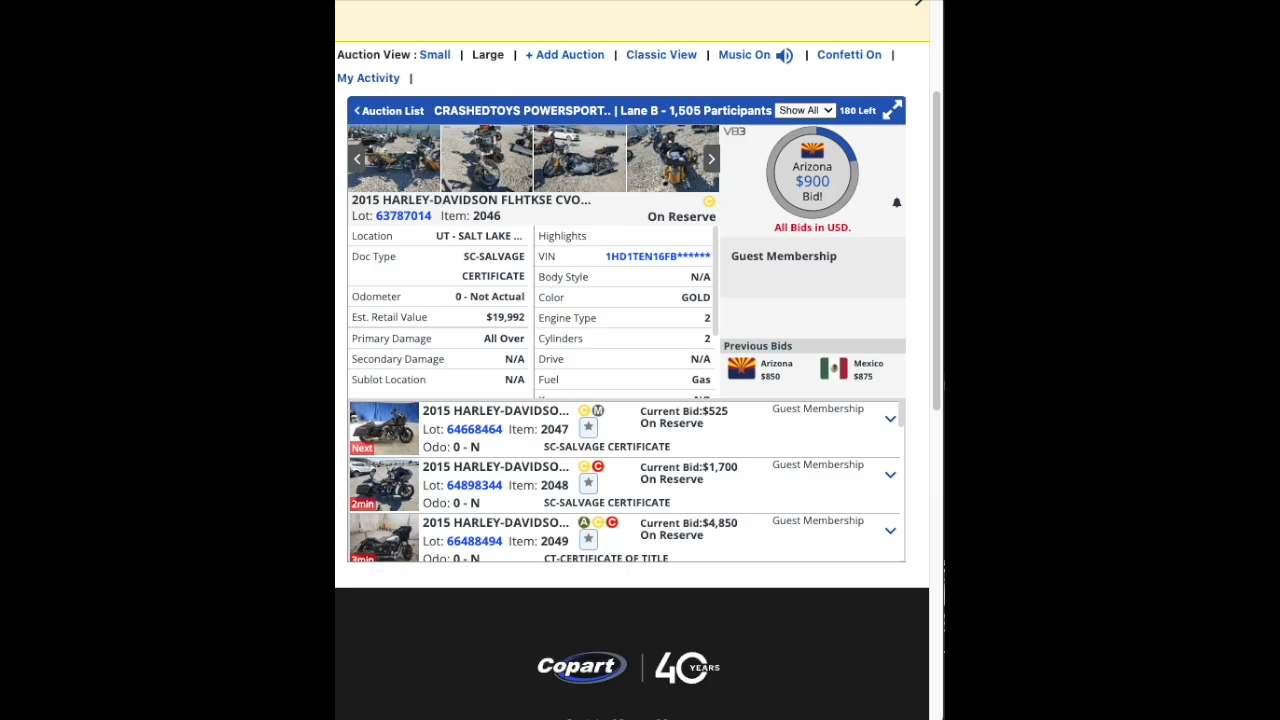 Auction View : Small | Large | + Add Auction | Classic View | Music On | Confetti On |
My Activity |
Auction List CRASHEDTOYS POWERSPORT.. | Lane B - 1,505 Participants Show All 180 Left
VB3
Arizona
$900
Bid!
All Bids in USD.
2015 HARLEY-DAVIDSON FLHTKSE CVO... C
Lot: 63787014 Item: 2046 On Reserve
Location UT - SALT LAKE ...
Doc Type SC-SALVAGE
CERTIFICATE
Odometer 0 - Not Actual
Est. Retail Value $19,992
Primary Damage All Over
Secondary Damage N/A
Sublot Location N/A
Highlights
VIN 1HD1TEN16FB******
Body Style N/A
Color GOLD
Engine Type 2
Cylinders 2
Drive N/A
Fuel Gas
Guest Membership
Previous Bids
Arizona
$850
Mexico
$875
2015 HARLEY-DAVIDSO... C M Current Bid:$525 Guest Membership
Lot: 64668464 Item: 2047 On Reserve
Next Odo: 0 - N SC-SALVAGE CERTIFICATE
2015 HARLEY-DAVIDSO... C C Current Bid:$1,700 Guest Membership
Lot: 64898344 Item: 2048 On Reserve
2min Odo: 0 - N SC-SALVAGE CERTIFICATE
2015 HARLEY-DAVIDSO... A C C Current Bid:$4,850 Guest Membership
Lot: 66488494 Item: 2049 On Reserve
3min Odo: 0 - N CT-CERTIFICATE OF TITLE
Copart | 40 YEARS